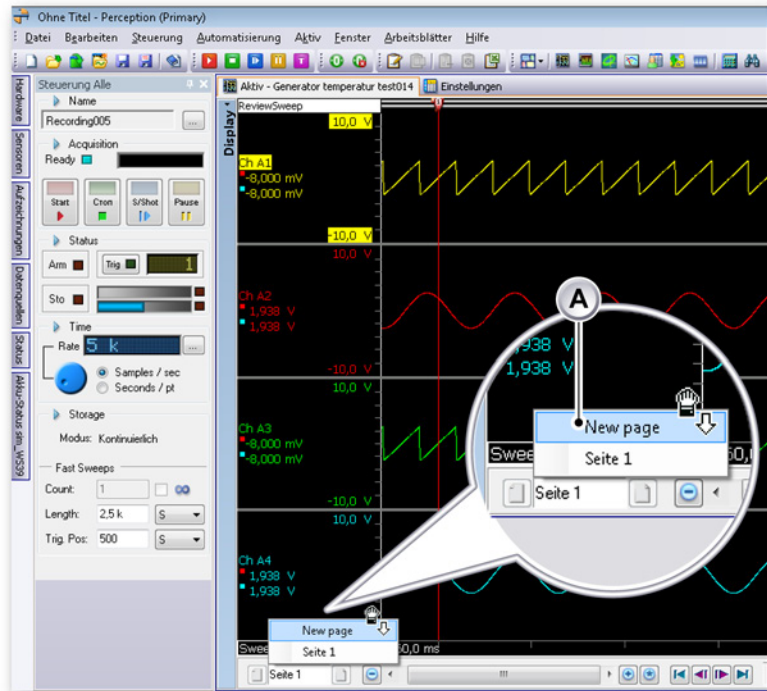 Ohne Titel - Perception (Primary)
Datei Bearbeiten Steuerung Automatisierung Aktiv Fenster Arbeitsblätter Hilfe
Hardware
Sensoren
Aufzeichnungen
Datenquellen
Status
Akku-Status sim_WS39
Steuerung Alle
Name
Recording005
...
Acquisition
Ready
Start Cron S/Shot Pause
Status
Arm Trig 1
Sto
Time
Rate 5 k ...
Samples / sec
Seconds / pt
Storage
Modus: Kontinuierlich
Fast Sweeps
Count: 1
Length: 2,5 k S
Trig. Pos: 500 S
Aktiv - Generator temperatur test014 Einstellungen
Display
ReviewSweep
10,0 V
Ch A1
-8,000 mV
-8,000 mV
-10,0 V
10,0 V
Ch A2
1,938 V
1,938 V
-10,0 V
10,0 V
Ch A3
-8,000 mV
-8,000 mV
-10,0 V
10,0 V
Ch A4
1,938 V
1,938 V
New page
Seite 1
Swee 60,0 ms
Seite 1
A
,938 V
1,938 V
New page
Seite 1
Swee 50,0
Seite 1